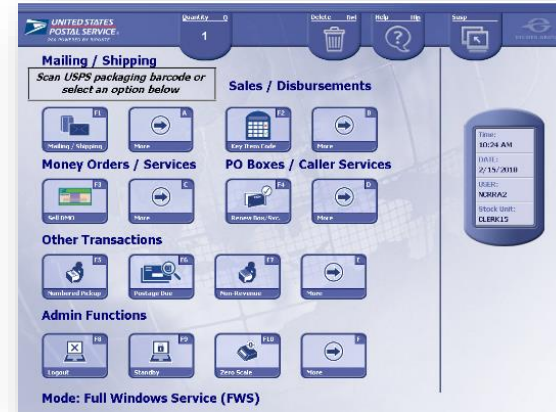 UNITED STATES
POSTAL SERVICE
Quantity Q
1
Delete Del
Help Hlp
Swap
Mailing / Shipping
Scan USPS packaging barcode or
select an option below
Sales / Disbursements
F1
Mailing / Shipping
A
More
F2
Key Item Code
More
Money Orders / Services
PO Boxes / Caller Services
F3
Sell DMO
C
More
F4
Renew Box/Svc.
D
More
Other Transactions
F5
Numbered Pickup
F6
Postage Due
F7
Non-Revenue
E
More
Admin Functions
F8
Logout
F9
Standby
F10
Zero Scale
F
More
Mode: Full Windows Service (FWS)
Time:
10:24 AM
DATE:
2/15/2018
USER:
NCRRA2
Stock Unit:
CLERK15